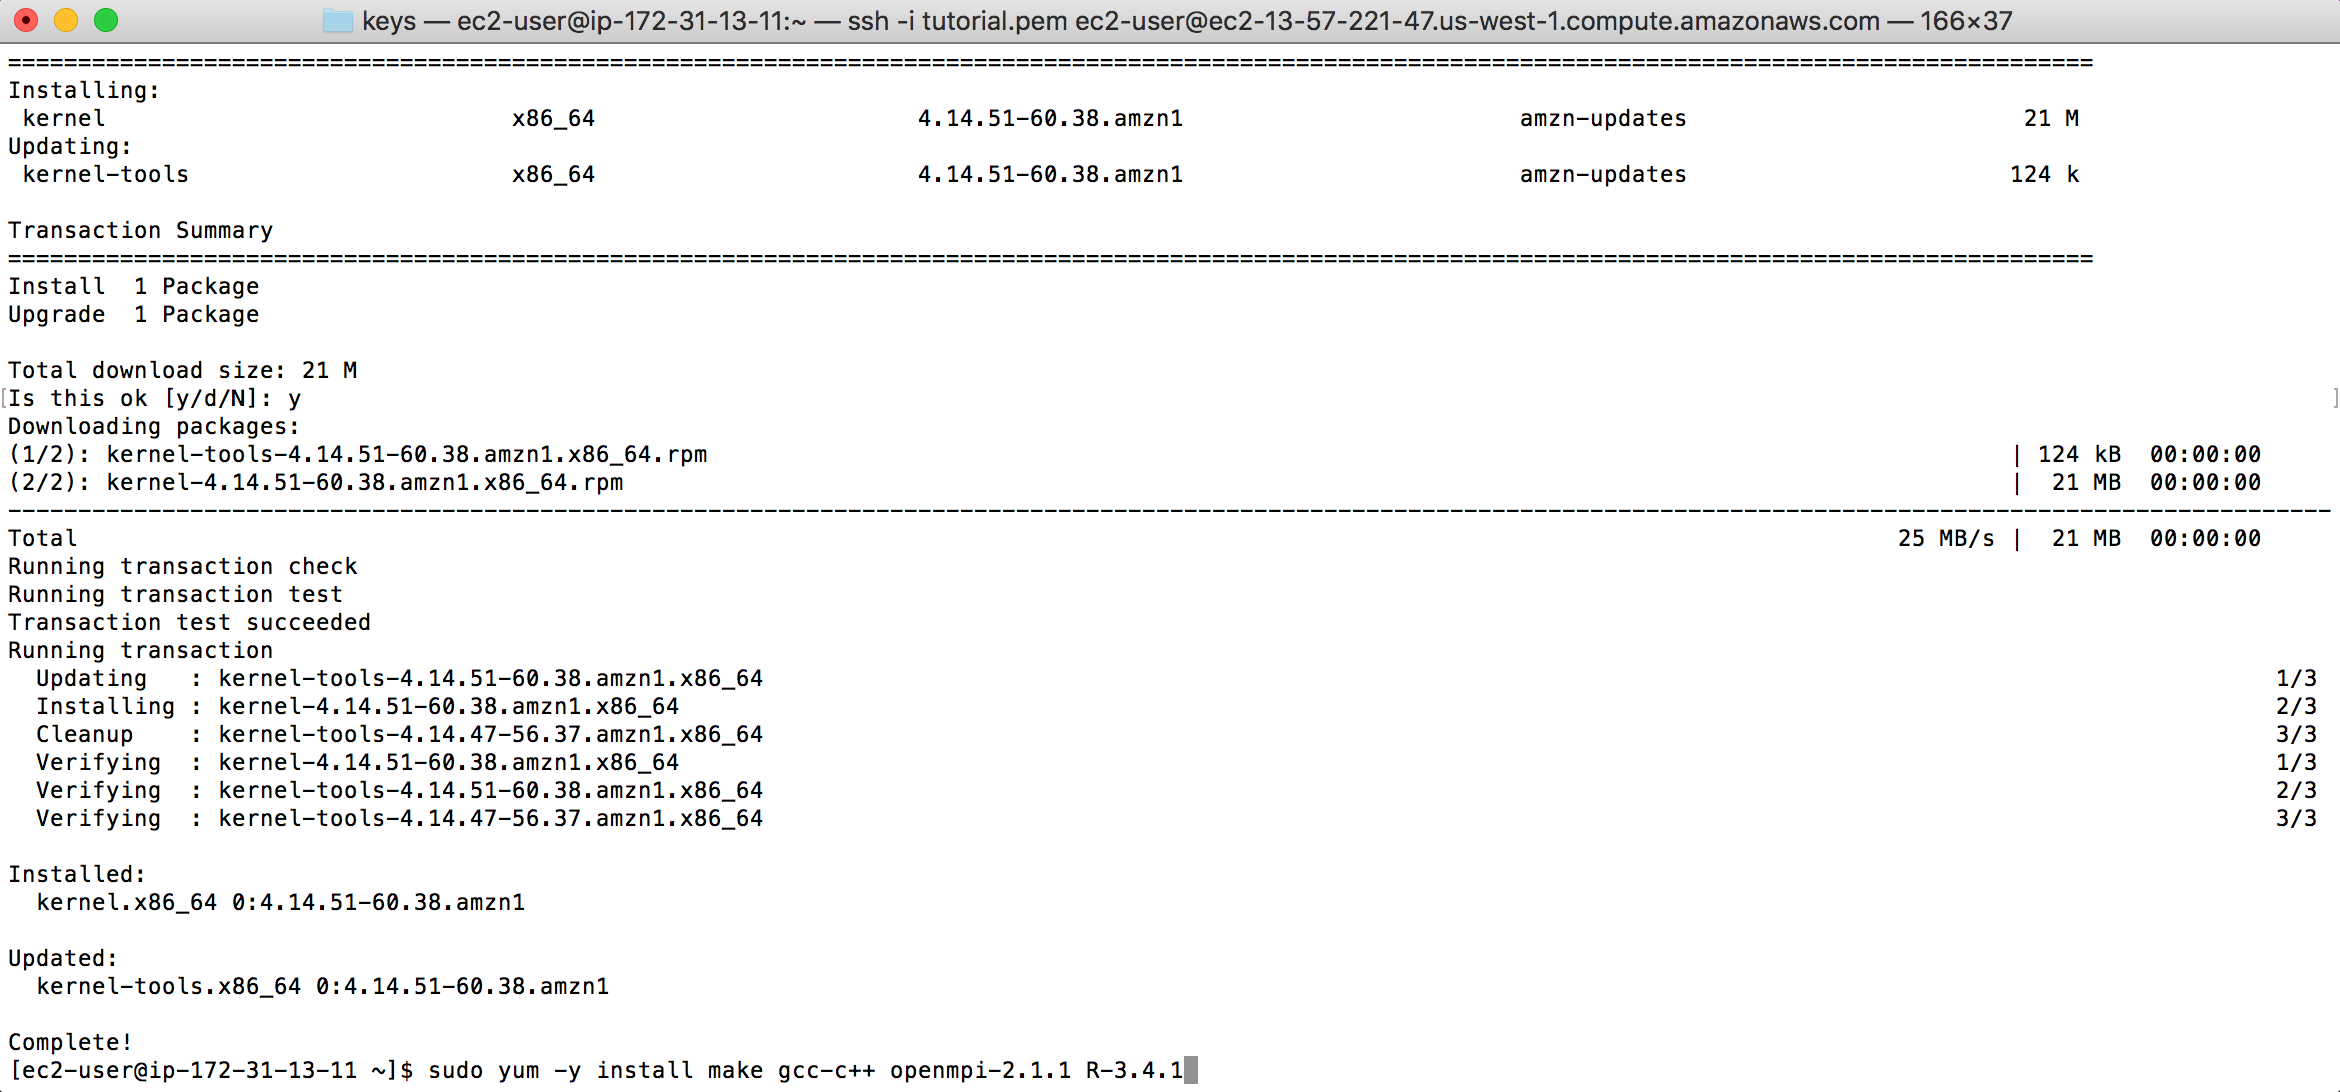 keys — ec2-user@ip-172-31-13-11:~ — ssh -i tutorial.pem ec2-user@ec2-13-57-221-47.us-west-1.compute.amazonaws.com — 166×37
=====================================================================================================================================================
Installing:
 kernel                             x86_64                       4.14.51-60.38.amzn1                        amzn-updates                        21 M
Updating:
 kernel-tools                       x86_64                       4.14.51-60.38.amzn1                        amzn-updates                       124 k

Transaction Summary
=====================================================================================================================================================
Install  1 Package
Upgrade  1 Package

Total download size: 21 M
[Is this ok [y/d/N]: y ]
Downloading packages:
(1/2): kernel-tools-4.14.51-60.38.amzn1.x86_64.rpm                                                                                             | 124 kB  00:00:00
(2/2): kernel-4.14.51-60.38.amzn1.x86_64.rpm                                                                                                   |  21 MB  00:00:00
----------------------------------------------------------------------------------------------------------------------------------------------------------------------
Total                                                                                                                                  25 MB/s |  21 MB  00:00:00
Running transaction check
Running transaction test
Transaction test succeeded
Running transaction
  Updating   : kernel-tools-4.14.51-60.38.amzn1.x86_64                                                                                                            1/3
  Installing : kernel-4.14.51-60.38.amzn1.x86_64                                                                                                                  2/3
  Cleanup    : kernel-tools-4.14.47-56.37.amzn1.x86_64                                                                                                            3/3
  Verifying  : kernel-4.14.51-60.38.amzn1.x86_64                                                                                                                  1/3
  Verifying  : kernel-tools-4.14.51-60.38.amzn1.x86_64                                                                                                            2/3
  Verifying  : kernel-tools-4.14.47-56.37.amzn1.x86_64                                                                                                            3/3

Installed:
  kernel.x86_64 0:4.14.51-60.38.amzn1

Updated:
  kernel-tools.x86_64 0:4.14.51-60.38.amzn1

Complete!
[ec2-user@ip-172-31-13-11 ~]$ sudo yum -y install make gcc-c++ openmpi-2.1.1 R-3.4.1